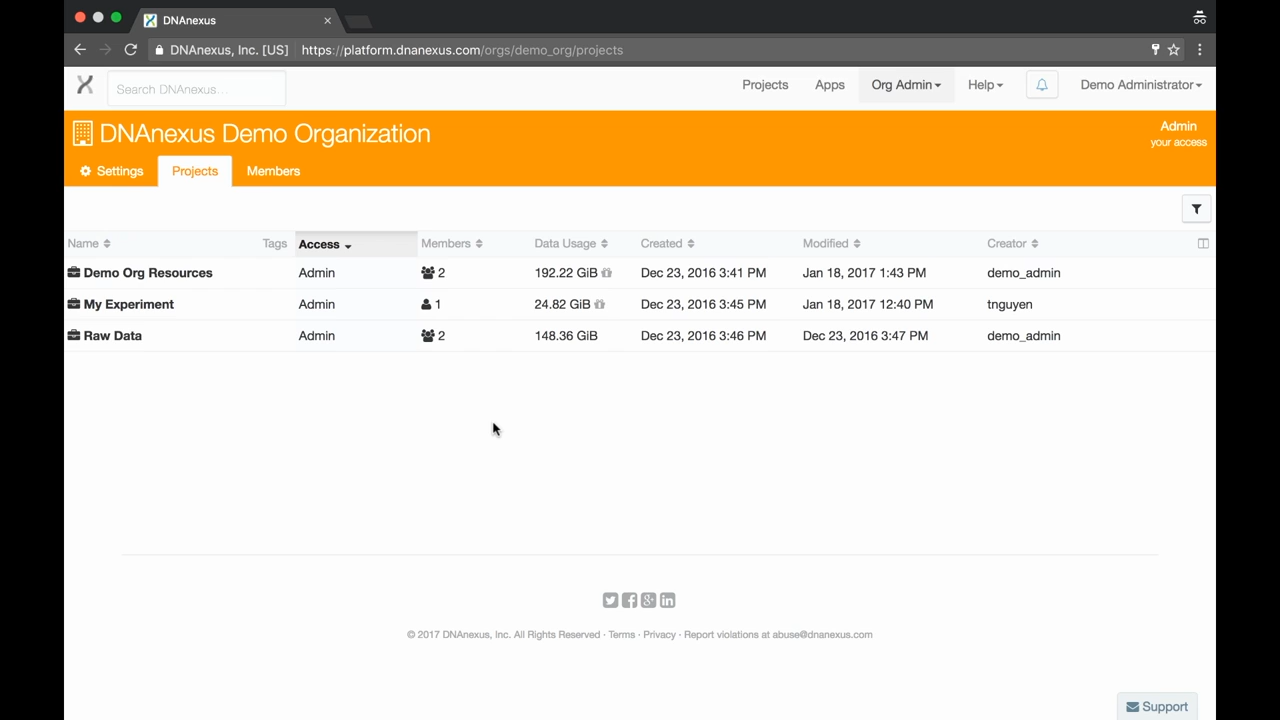 DNAnexus
DNAnexus, Inc. [US] https://platform.dnanexus.com/orgs/demo_org/projects
Search DNAnexus... Projects Apps Org Admin Help Demo Administrator
DNAnexus Demo Organization Admin
your access
Settings Projects Members
Name Tags Access Members Data Usage Created Modified Creator
Demo Org Resources Admin 2 192.22 GiB Dec 23, 2016 3:41 PM Jan 18, 2017 1:43 PM demo_admin
My Experiment Admin 1 24.82 GiB Dec 23, 2016 3:45 PM Jan 18, 2017 12:40 PM tnguyen
Raw Data Admin 2 148.36 GiB Dec 23, 2016 3:46 PM Dec 23, 2016 3:47 PM demo_admin
© 2017 DNAnexus, Inc. All Rights Reserved · Terms · Privacy · Report violations at abuse@dnanexus.com
Support